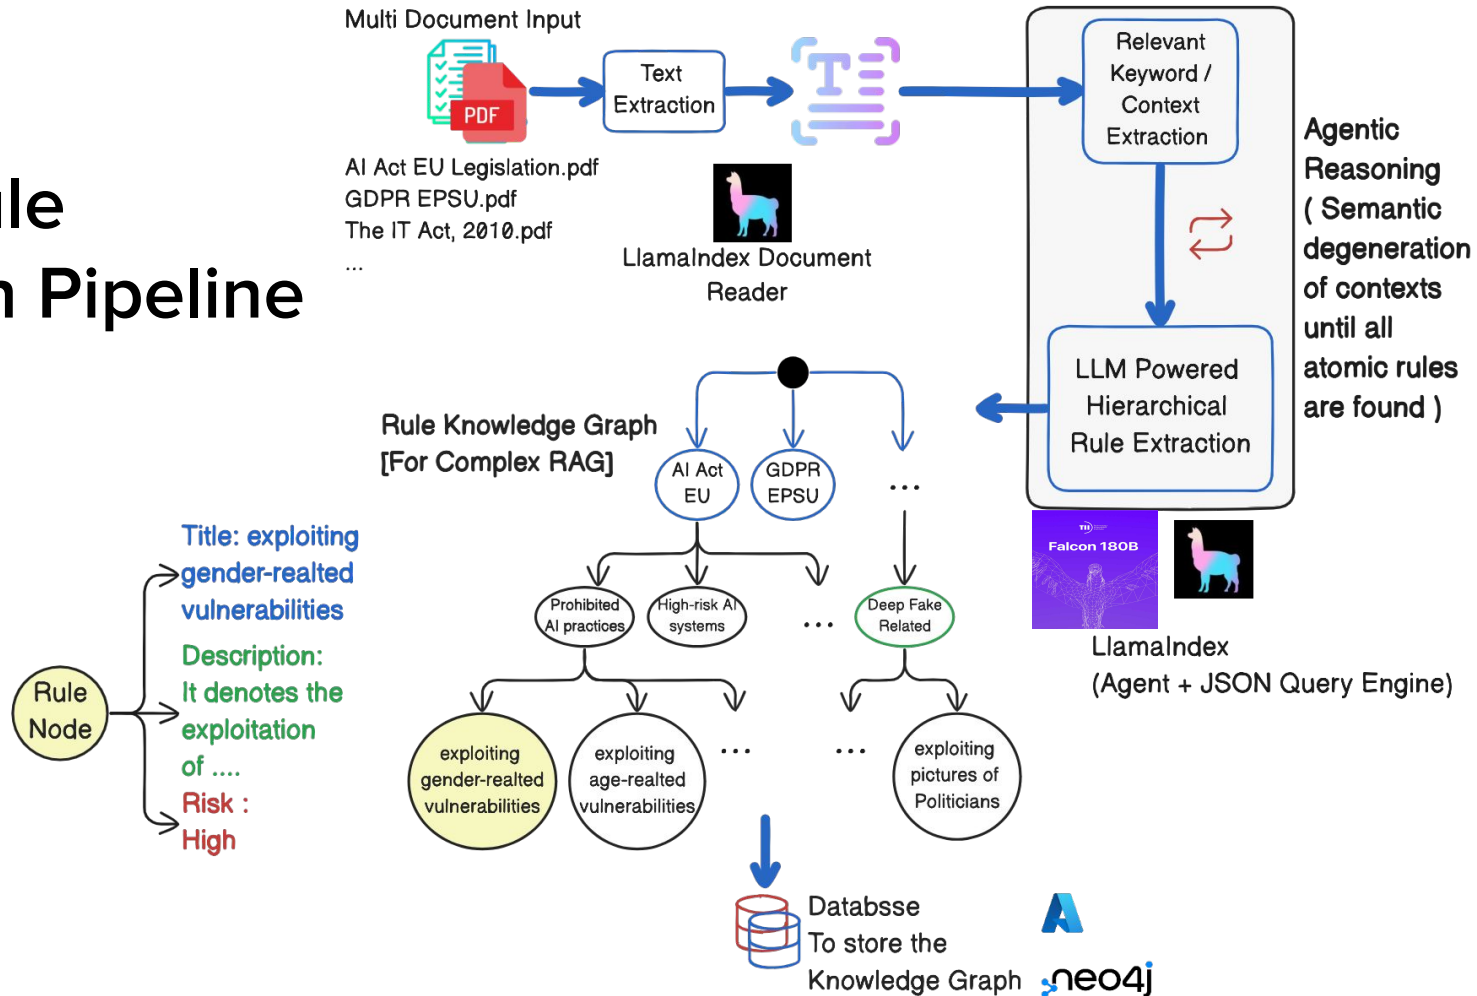 ule
n Pipeline
Multi Document Input
PDF
Text
Extraction
T
AI Act EU Legislation.pdf
GDPR EPSU.pdf
The IT Act, 2010.pdf
...
LlamaIndex Document
Reader
Relevant
Keyword /
Context
Extraction
LLM Powered
Hierarchical
Rule Extraction
Agentic
Reasoning
( Semantic
degeneration
of contexts
until all
atomic rules
are found )
TII
Falcon 180B
LlamaIndex
(Agent + JSON Query Engine)
Rule Knowledge Graph
[For Complex RAG]
AI Act
EU
GDPR
EPSU
...
Prohibited
AI practices
High-risk AI
systems
...
Deep Fake
Related
exploiting
gender-realted
vulnerabilities
exploiting
age-realted
vulnerabilities
...
...
exploiting
pictures of
Politicians
Rule
Node
Title: exploiting
gender-realted
vulnerabilities
Description:
It denotes the
exploitation
of ....
Risk :
High
Databsse
To store the
Knowledge Graph
neo4j